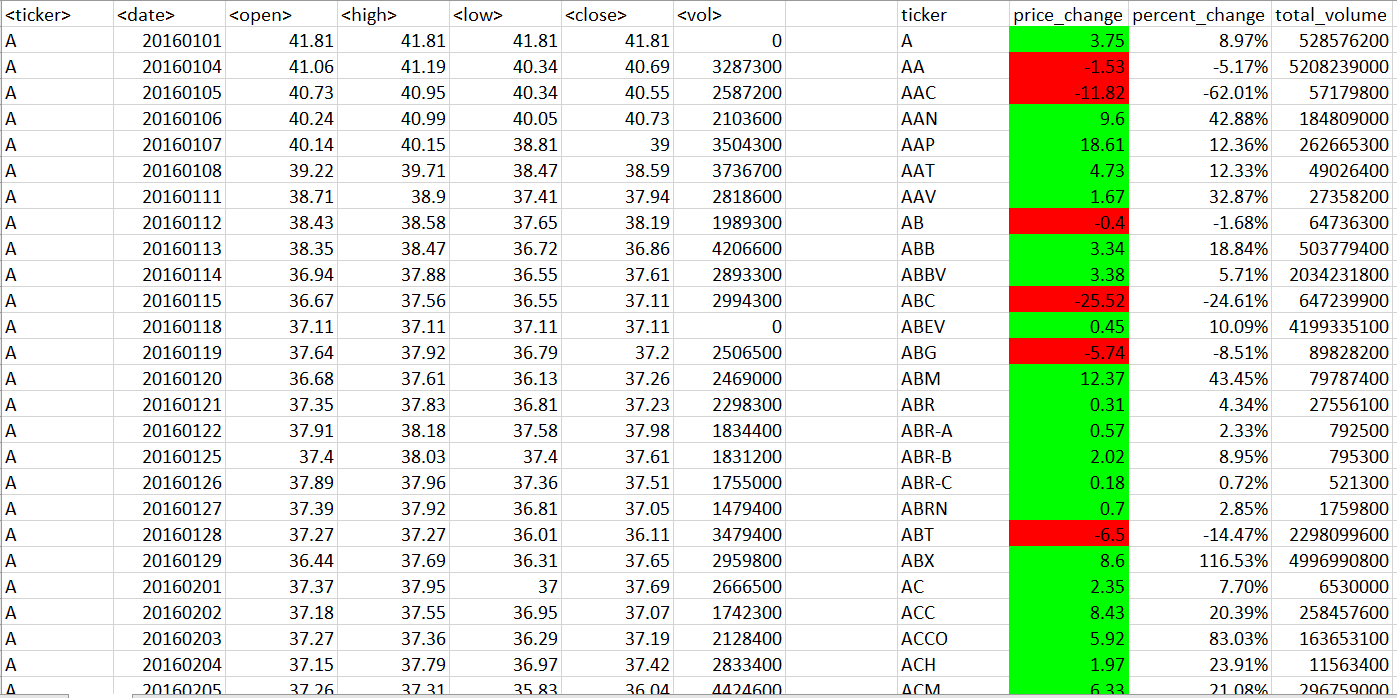 <ticker> <date> <open> <high> <low> <close> <vol> ticker price_change percent_change total_volume
A 20160101 41.81 41.81 41.81 41.81 0 A 3.75 8.97% 528576200
A 20160104 41.06 41.19 40.34 40.69 3287300 AA -1.53 -5.17% 5208239000
A 20160105 40.73 40.95 40.34 40.55 2587200 AAC -11.82 -62.01% 57179800
A 20160106 40.24 40.99 40.05 40.73 2103600 AAN 9.6 42.88% 184809000
A 20160107 40.14 40.15 38.81 39 3504300 AAP 18.61 12.36% 262665300
A 20160108 39.22 39.71 38.47 38.59 3736700 AAT 4.73 12.33% 49026400
A 20160111 38.71 38.9 37.41 37.94 2818600 AAV 1.67 32.87% 27358200
A 20160112 38.43 38.58 37.65 38.19 1989300 AB -0.4 -1.68% 64736300
A 20160113 38.35 38.47 36.72 36.86 4206600 ABB 3.34 18.84% 503779400
A 20160114 36.94 37.88 36.55 37.61 2893300 ABBV 3.38 5.71% 2034231800
A 20160115 36.67 37.56 36.55 37.11 2994300 ABC -25.52 -24.61% 647239900
A 20160118 37.11 37.11 37.11 37.11 0 ABEV 0.45 10.09% 4199335100
A 20160119 37.64 37.92 36.79 37.2 2506500 ABG -5.74 -8.51% 89828200
A 20160120 36.68 37.61 36.13 37.26 2469000 ABM 12.37 43.45% 79787400
A 20160121 37.35 37.83 36.81 37.23 2298300 ABR 0.31 4.34% 27556100
A 20160122 37.91 38.18 37.58 37.98 1834400 ABR-A 0.57 2.33% 792500
A 20160125 37.4 38.03 37.4 37.61 1831200 ABR-B 2.02 8.95% 795300
A 20160126 37.89 37.96 37.36 37.51 1755000 ABR-C 0.18 0.72% 521300
A 20160127 37.39 37.92 36.81 37.05 1479400 ABRN 0.7 2.85% 1759800
A 20160128 37.27 37.27 36.01 36.11 3479400 ABT -6.5 -14.47% 2298099600
A 20160129 36.44 37.69 36.31 37.65 2959800 ABX 8.6 116.53% 4996990800
A 20160201 37.37 37.95 37 37.69 2666500 AC 2.35 7.70% 6530000
A 20160202 37.18 37.55 36.95 37.07 1742300 ACC 8.43 20.39% 258457600
A 20160203 37.27 37.36 36.29 37.19 2128400 ACCO 5.92 83.03% 163653100
A 20160204 37.15 37.79 36.97 37.42 2833400 ACH 1.97 23.91% 11563400
A 20160205 37.26 37.31 35.83 36.04 4424600 ACM 6.33 21.08% 296759000